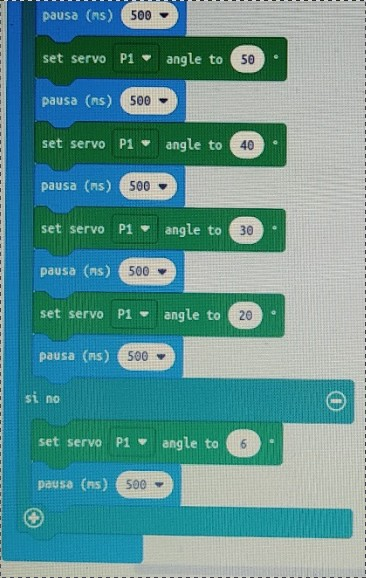 pausa (ms) 500
set servo P1 angle to 50 °
pausa (ms) 500
set servo P1 angle to 40 °
pausa (ms) 500
set servo P1 angle to 30 °
pausa (ms) 500
set servo P1 angle to 20 °
pausa (ms) 500
si no
set servo P1 angle to 6 °
pausa (ms) 500